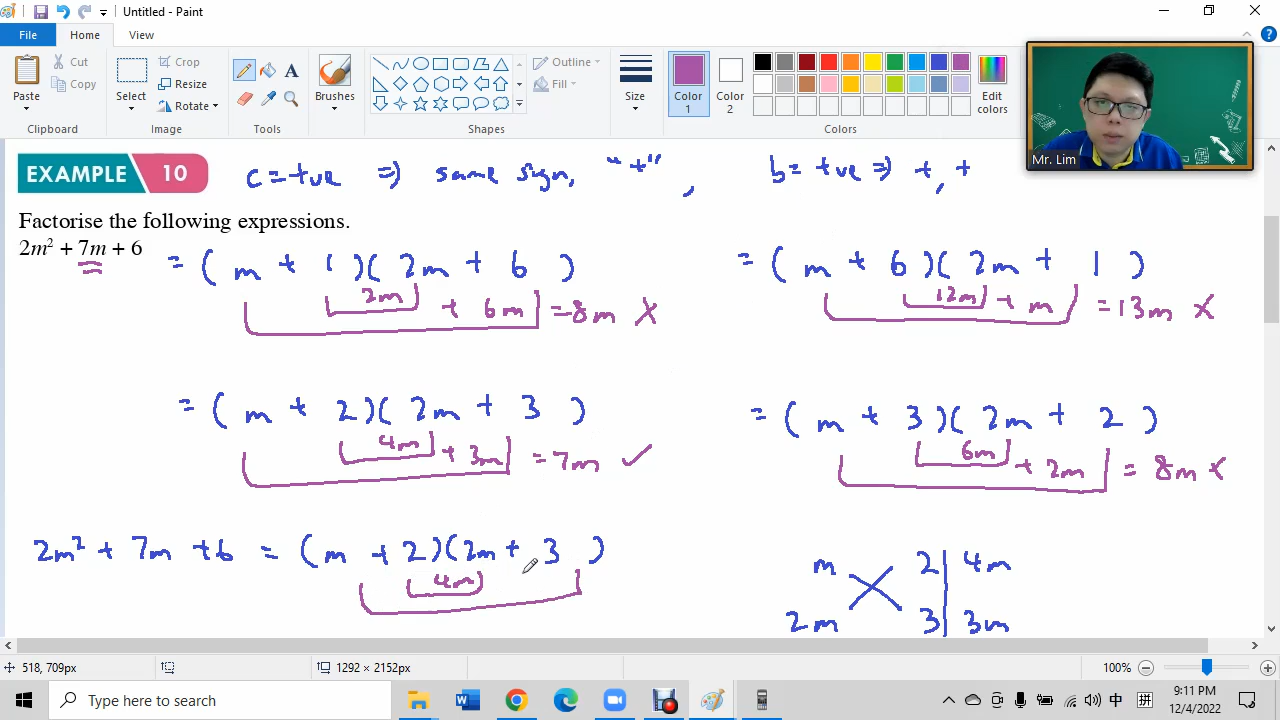 Untitled - Paint
File Home View
Paste
Cut
Copy
Clipboard
Select
Crop
Resize
Rotate
Image
A
Tools
Brushes
Outline
Fill
Shapes
Size
Color 1
Color 2
Edit colors
Colors
Mr. Lim
EXAMPLE 10
c = +ve ⇒ same sign, "+", b = +ve ⇒ +, +
Factorise the following expressions.
2m² + 7m + 6
= (m + 1)(2m + 6)
2m + 6m = 8m ✗
= (m + 6)(2m + 1)
12m + m = 13m ✗
= (m + 2)(2m + 3)
4m + 3m = 7m ✓
= (m + 3)(2m + 2)
6m + 2m = 8m ✗
2m² + 7m + 6 = (m + 2)(2m + 3)
4m
m 2 4m
2m 3 3m
518, 709px
1292 × 2152px
100%
Type here to search
W
中
拼
9:11 PM
12/4/2022